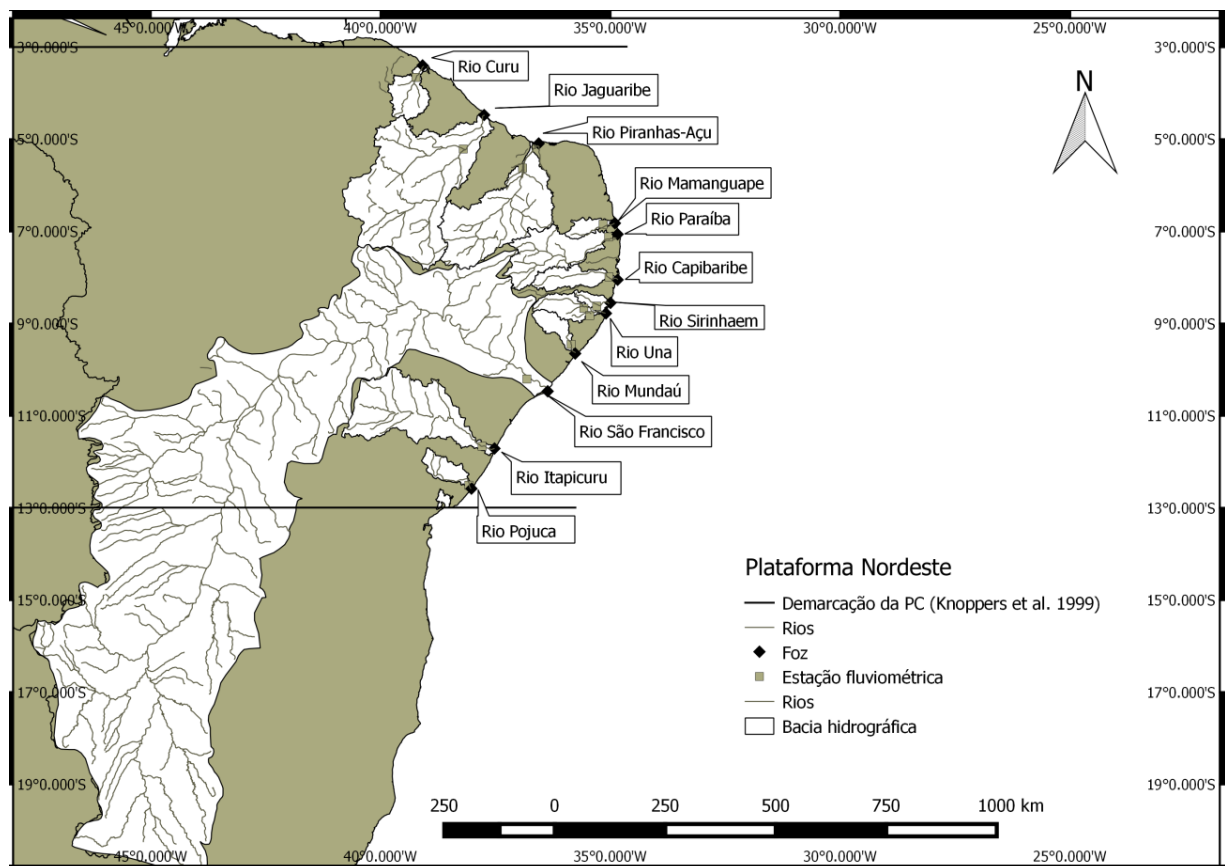 45°0.000'W 40°0.000'W 35°0.000'W 30°0.000'W 25°0.000'W
3°0.000'S 3°0.000'S
Rio Curu
N
Rio Jaguaribe
Rio Piranhas-Açu
5°0.000'S 5°0.000'S
Rio Mamanguape
Rio Paraíba
7°0.000'S 7°0.000'S
Rio Capibaribe
Rio Sirinhaem
9°0.000'S 9°0.000'S
Rio Una
Rio Mundaú
11°0.000'S 11°0.000'S
Rio São Francisco
Rio Itapicuru
13°0.000'S 13°0.000'S
Rio Pojuca
Plataforma Nordeste
15°0.000'S 15°0.000'S
Demarcação da PC (Knoppers et al. 1999)
Rios
Foz
Estação fluviométrica
17°0.000'S 17°0.000'S
Rios
Bacia hidrográfica
19°0.000'S 19°0.000'S
250 0 250 500 750 1000 km
45°0.000'W 40°0.000'W 35°0.000'W 30°0.000'W 25°0.000'W